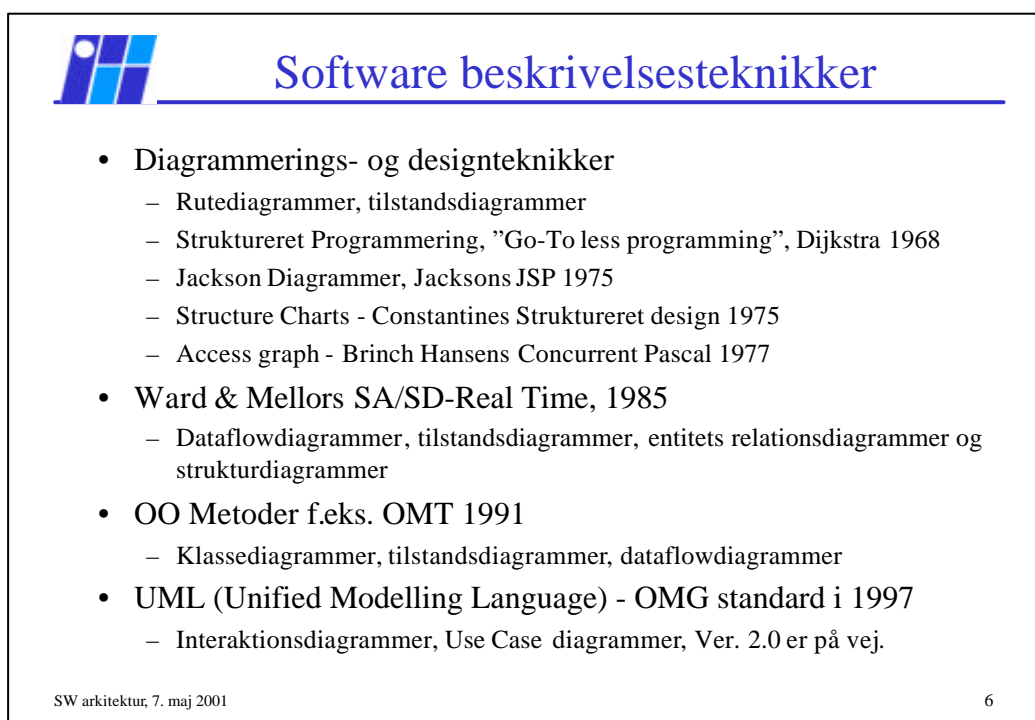 Software beskrivelsesteknikker
• Diagrammerings- og designteknikker
– Rutediagrammer, tilstandsdiagrammer
– Struktureret Programmering, ”Go-To less programming”, Dijkstra 1968
– Jackson Diagrammer, Jacksons JSP 1975
– Structure Charts - Constantines Struktureret design 1975
– Access graph - Brinch Hansens Concurrent Pascal 1977
• Ward & Mellors SA/SD-Real Time, 1985
– Dataflowdiagrammer, tilstandsdiagrammer, entitets relationsdiagrammer og
strukturdiagrammer
• OO Metoder f.eks. OMT 1991
– Klassediagrammer, tilstandsdiagrammer, dataflowdiagrammer
• UML (Unified Modelling Language) - OMG standard i 1997
– Interaktionsdiagrammer, Use Case diagrammer, Ver. 2.0 er på vej.
SW arkitektur, 7. maj 2001
6